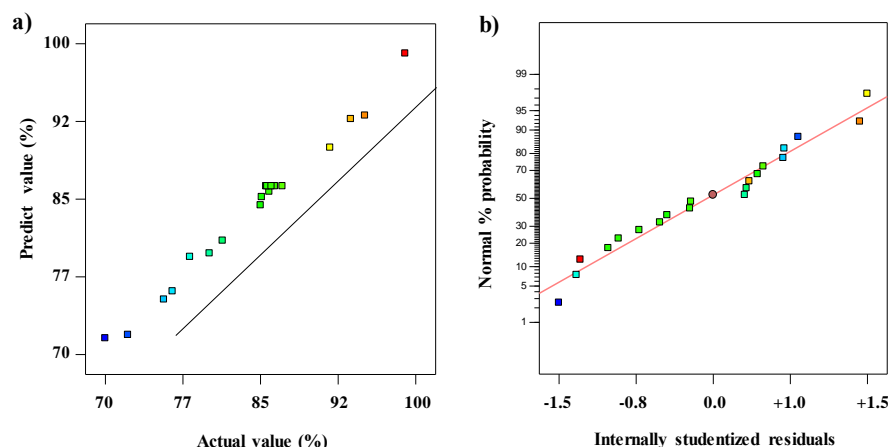 a)
100
92
85
77
70
Predict value (%)
70 77 85 92 100
Actual value (%)
b)
99
95
90
80
70
50
30
20
10
5
1
Normal % probability
-1.5 -0.8 0.0 +1.0 +1.5
Internally studentized residuals